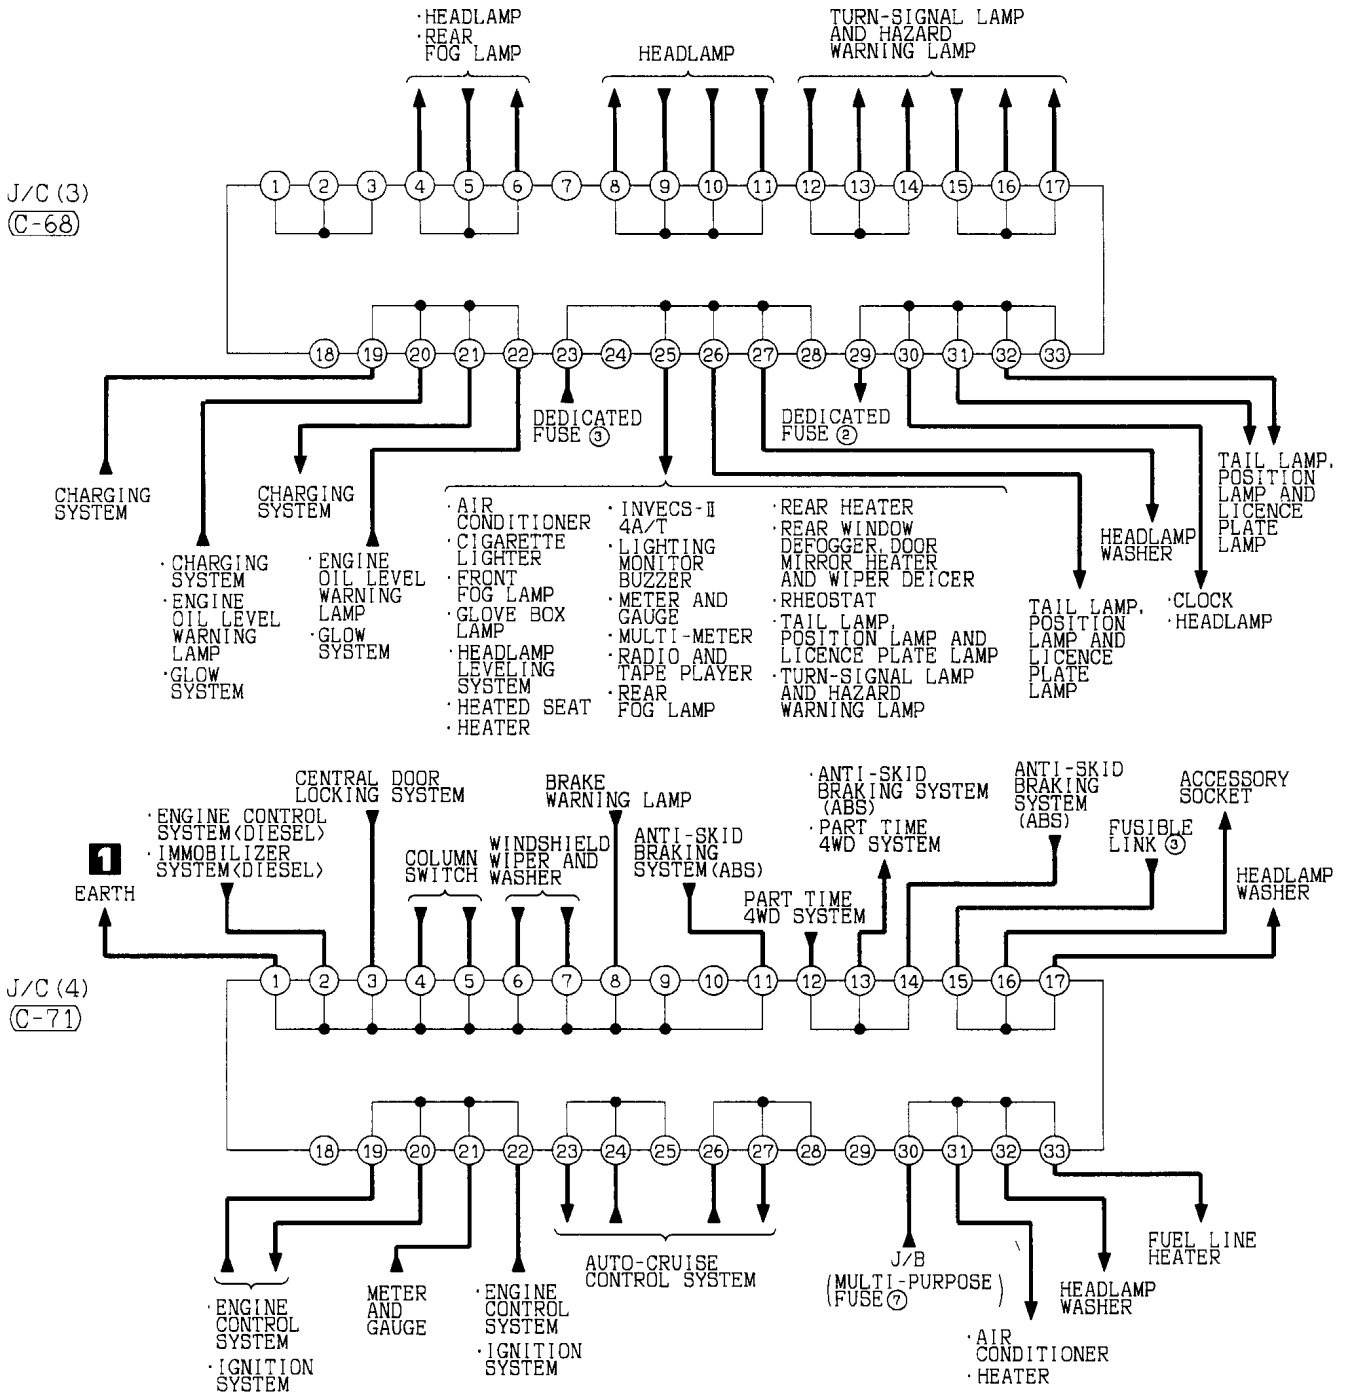 ·HEADLAMP
·REAR
FOG LAMP
HEADLAMP
TURN-SIGNAL LAMP
AND HAZARD
WARNING LAMP
J/C (3)
C-68
1 2 3 4 5 6 7 8 9 10 11 12 13 14 15 16 17
18 19 20 21 22 23 24 25 26 27 28 29 30 31 32 33
CHARGING
SYSTEM
·CHARGING
SYSTEM
·ENGINE
OIL LEVEL
WARNING
LAMP
·GLOW
SYSTEM
CHARGING
SYSTEM
·ENGINE
OIL LEVEL
WARNING
LAMP
·GLOW
SYSTEM
DEDICATED
FUSE ③
·AIR
CONDITIONER
·CIGARETTE
LIGHTER
·FRONT
FOG LAMP
·GLOVE BOX
LAMP
·HEADLAMP
LEVELING
SYSTEM
·HEATED SEAT
·HEATER
·INVECS-II
4A/T
·LIGHTING
MONITOR
BUZZER
·METER AND
GAUGE
·MULTI-METER
·RADIO AND
TAPE PLAYER
·REAR
FOG LAMP
·REAR HEATER
·REAR WINDOW
DEFOGGER,DOOR
MIRROR HEATER
AND WIPER DEICER
·RHEOSTAT
·TAIL LAMP,
POSITION LAMP AND
LICENCE PLATE LAMP
·TURN-SIGNAL LAMP
AND HAZARD
WARNING LAMP
DEDICATED
FUSE ②
TAIL LAMP,
POSITION
LAMP AND
LICENCE
PLATE
LAMP
HEADLAMP
WASHER
·CLOCK
·HEADLAMP
TAIL LAMP,
POSITION
LAMP AND
LICENCE
PLATE
LAMP
1
EARTH
·ENGINE CONTROL
SYSTEM<DIESEL>
·IMMOBILIZER
SYSTEM<DIESEL>
CENTRAL DOOR
LOCKING SYSTEM
COLUMN
SWITCH
WINDSHIELD
WIPER AND
WASHER
BRAKE
WARNING LAMP
ANTI-SKID
BRAKING
SYSTEM(ABS)
PART TIME
4WD SYSTEM
·ANTI-SKID
BRAKING SYSTEM
(ABS)
·PART TIME
4WD SYSTEM
ANTI-SKID
BRAKING
SYSTEM
(ABS)
FUSIBLE
LINK ③
ACCESSORY
SOCKET
HEADLAMP
WASHER
J/C (4)
C-71
1 2 3 4 5 6 7 8 9 10 11 12 13 14 15 16 17
18 19 20 21 22 23 24 25 26 27 28 29 30 31 32 33
·ENGINE
CONTROL
SYSTEM
·IGNITION
SYSTEM
METER
AND
GAUGE
·ENGINE
CONTROL
SYSTEM
·IGNITION
SYSTEM
AUTO-CRUISE
CONTROL SYSTEM
J/B
(MULTI-PURPOSE
FUSE⑦)
·AIR
CONDITIONER
·HEATER
HEADLAMP
WASHER
FUEL LINE
HEATER